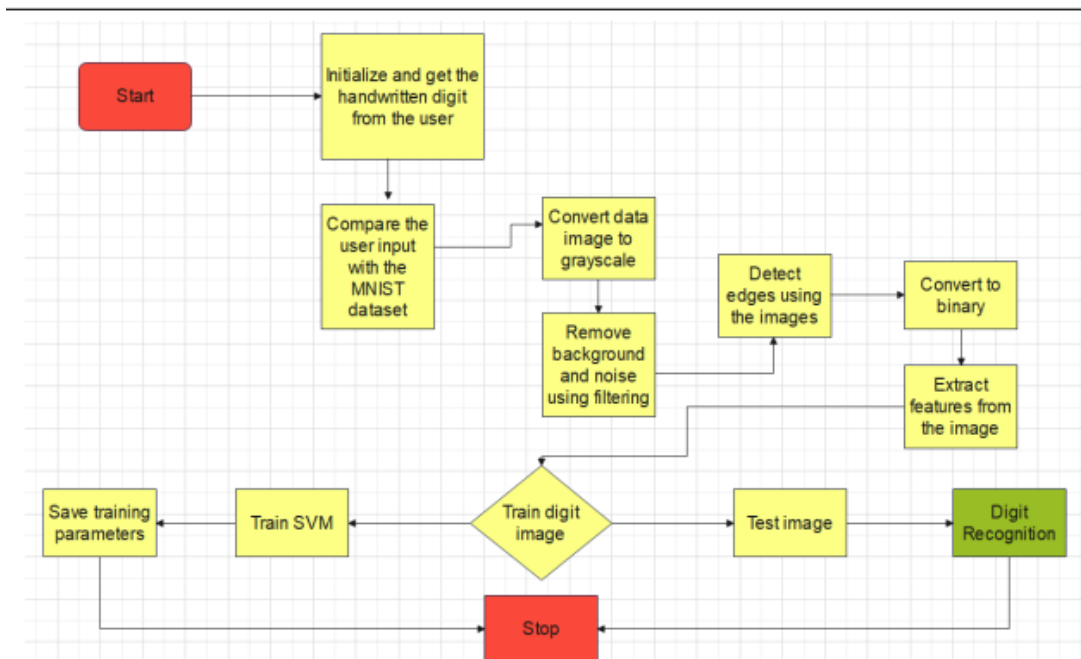 Start
Initialize and get the
handwritten digit
from the user
Compare the
user input
with the
MNIST
dataset
Convert data
image to
grayscale
Remove
background
and noise
using filtering
Detect
edges using
the images
Convert to
binary
Extract
features from
the image
Train digit
image
Train SVM
Save training
parameters
Test image
Digit
Recognition
Stop